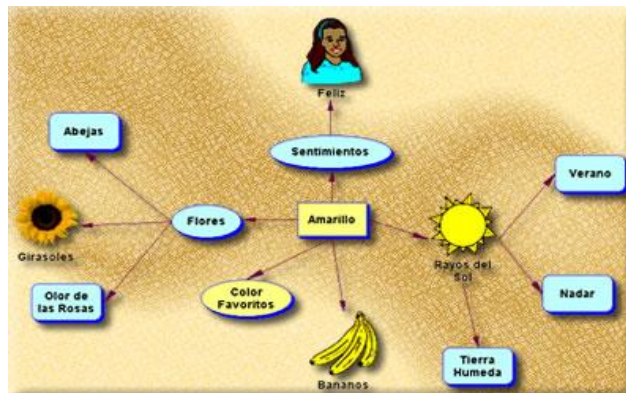 Feliz
Abejas
Sentimientos
Verano
Flores
Amarillo
Girasoles
Rayos del
Sol
Olor de
las Rosas
Color
Favoritos
Nadar
Bananos
Tierra
Humeda